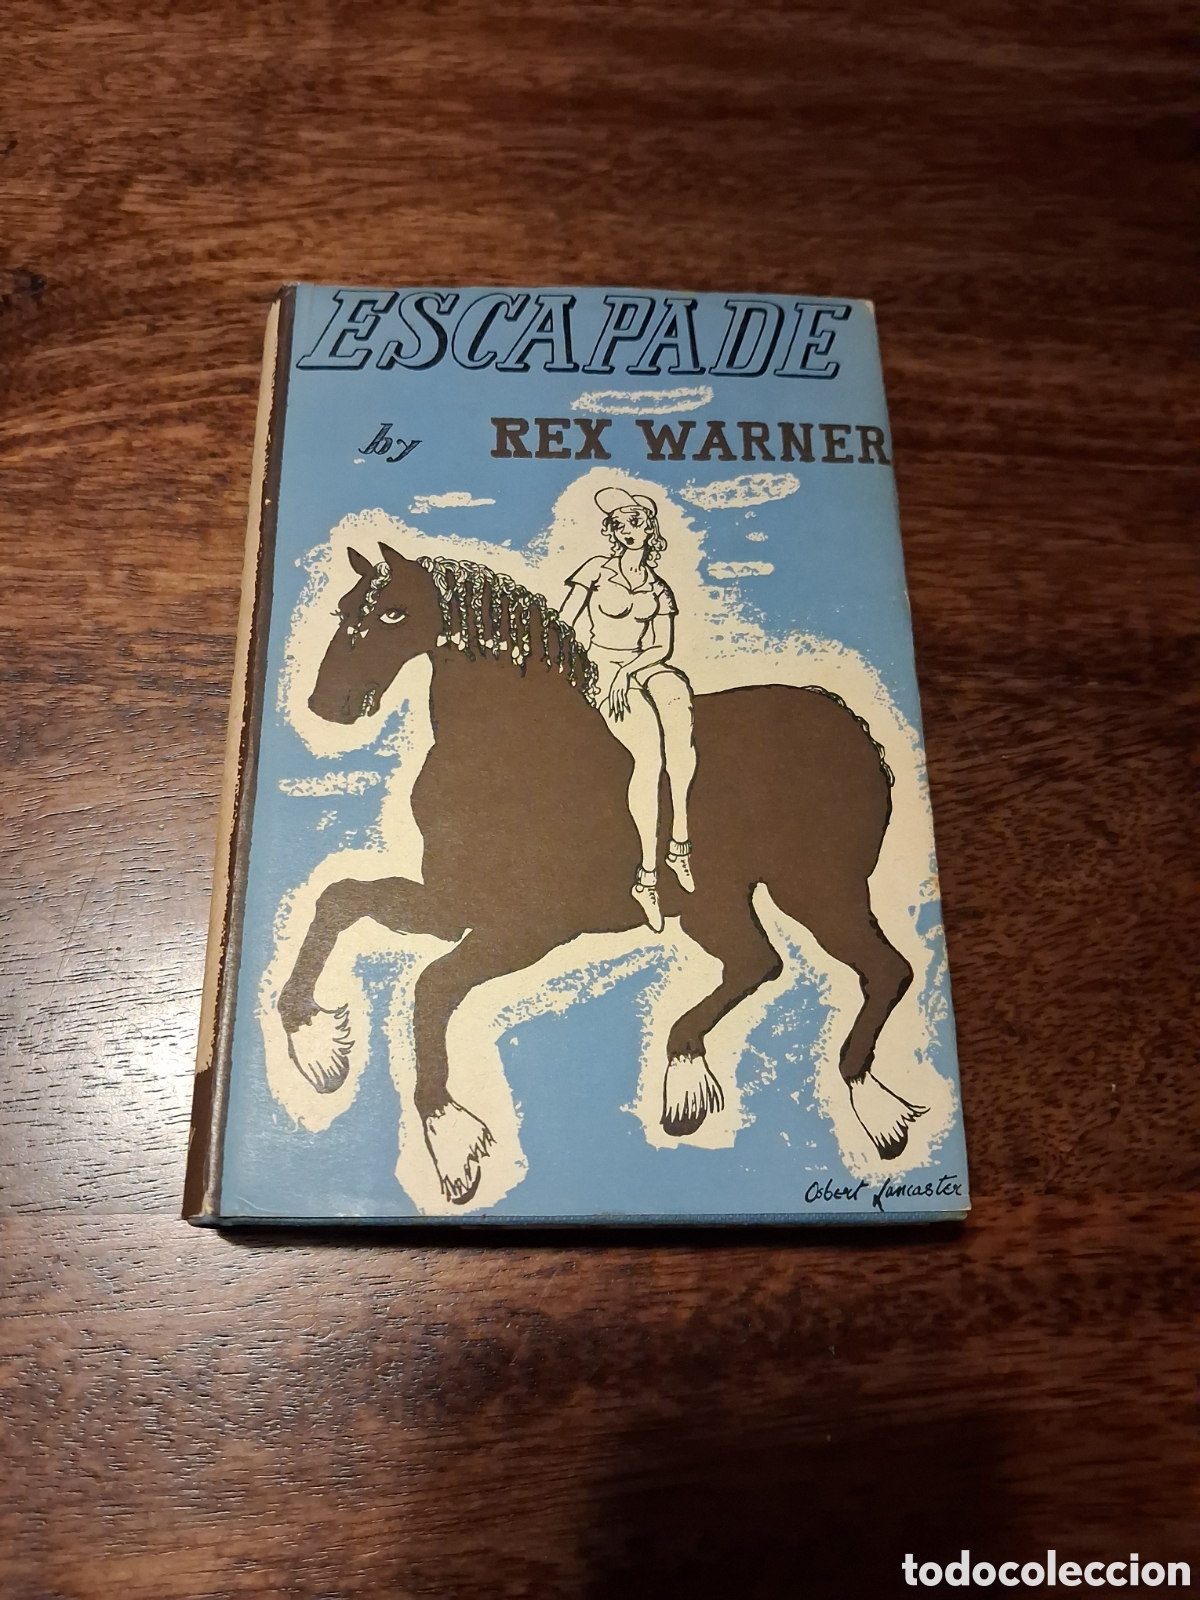 ESCAPADE
by REX WARNER
Osbert Lancaster
todocoleccion